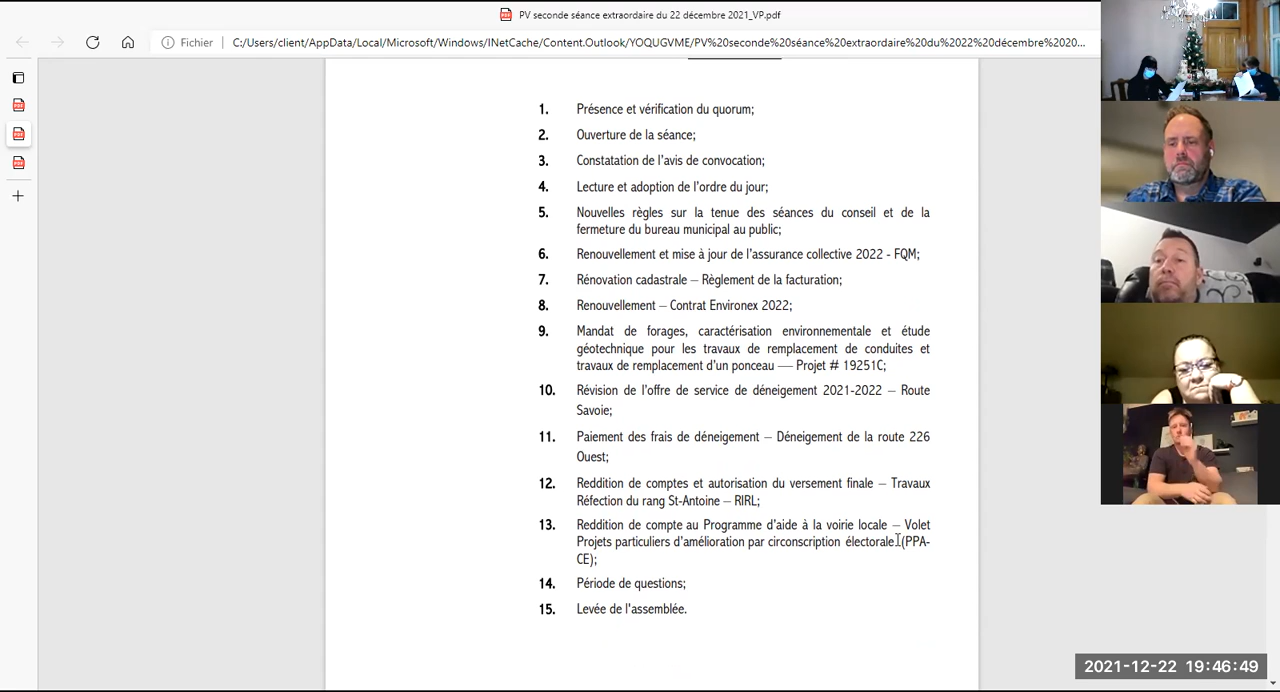 PV seconde séance extraordaire du 22 décembre 2021_VP.pdf
Fichier
C:/Users/client/AppData/Local/Microsoft/Windows/INetCache/Content.Outlook/YOQUGVME/PV%20seconde%20séance%20extraordaire%20du%2022%20décembre%2020...
1. Présence et vérification du quorum;
2. Ouverture de la séance;
3. Constatation de l'avis de convocation;
4. Lecture et adoption de l'ordre du jour;
5. Nouvelles règles sur la tenue des séances du conseil et de la
fermeture du bureau municipal au public;
6. Renouvellement et mise à jour de l'assurance collective 2022 - FQM;
7. Rénovation cadastrale – Règlement de la facturation;
8. Renouvellement – Contrat Environex 2022;
9. Mandat de forages, caractérisation environnementale et étude
géotechnique pour les travaux de remplacement de conduites et
travaux de remplacement d'un ponceau — Projet # 19251C;
10. Révision de l'offre de service de déneigement 2021-2022 – Route
Savoie;
11. Paiement des frais de déneigement – Déneigement de la route 226
Ouest;
12. Reddition de comptes et autorisation du versement finale – Travaux
Réfection du rang St-Antoine – RIRL;
13. Reddition de compte au Programme d'aide à la voirie locale – Volet
Projets particuliers d'amélioration par circonscription électorale (PPA-
CE);
14. Période de questions;
15. Levée de l'assemblée.
2021-12-22 19:46:49